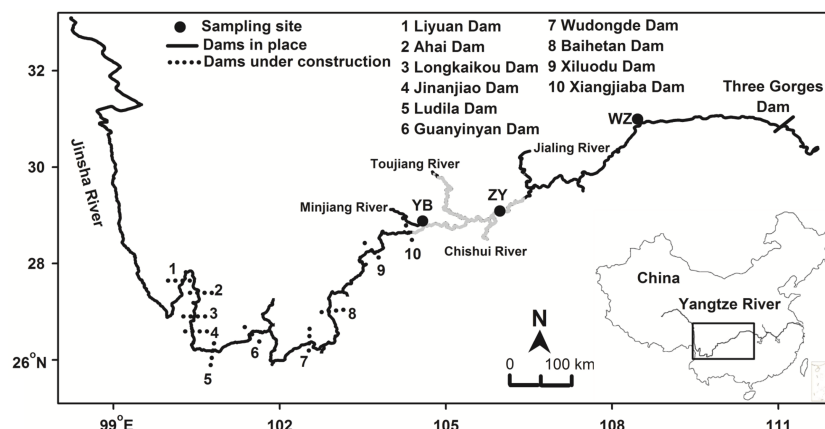 32
30
28
26°N
99°E
102
105
108
111
Sampling site
Dams in place
Dams under construction
1 Liyuan Dam
2 Ahai Dam
3 Longkaikou Dam
4 Jinanjiao Dam
5 Ludila Dam
6 Guanyinyan Dam
7 Wudongde Dam
8 Baihetan Dam
9 Xiluodu Dam
10 Xiangjiaba Dam
Three Gorges
Dam
WZ
Jialing River
Toujiang River
ZY
YB
Minjiang River
Chishui River
Jinsha River
1
2
3
4
5
6
7
8
9
10
N
0 100 km
China
Yangtze River